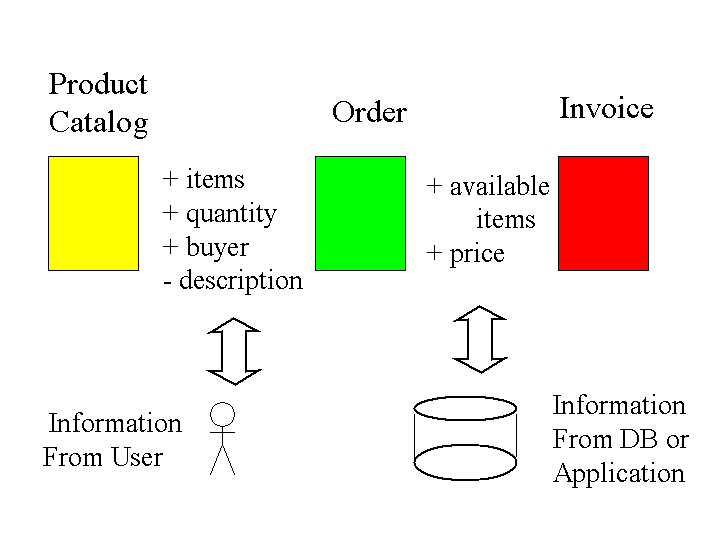 Product
Catalog
Order
Invoice
+ items
+ quantity
+ buyer
- description
+ available
items
+ price
Information
From User
Information
From DB or
Application